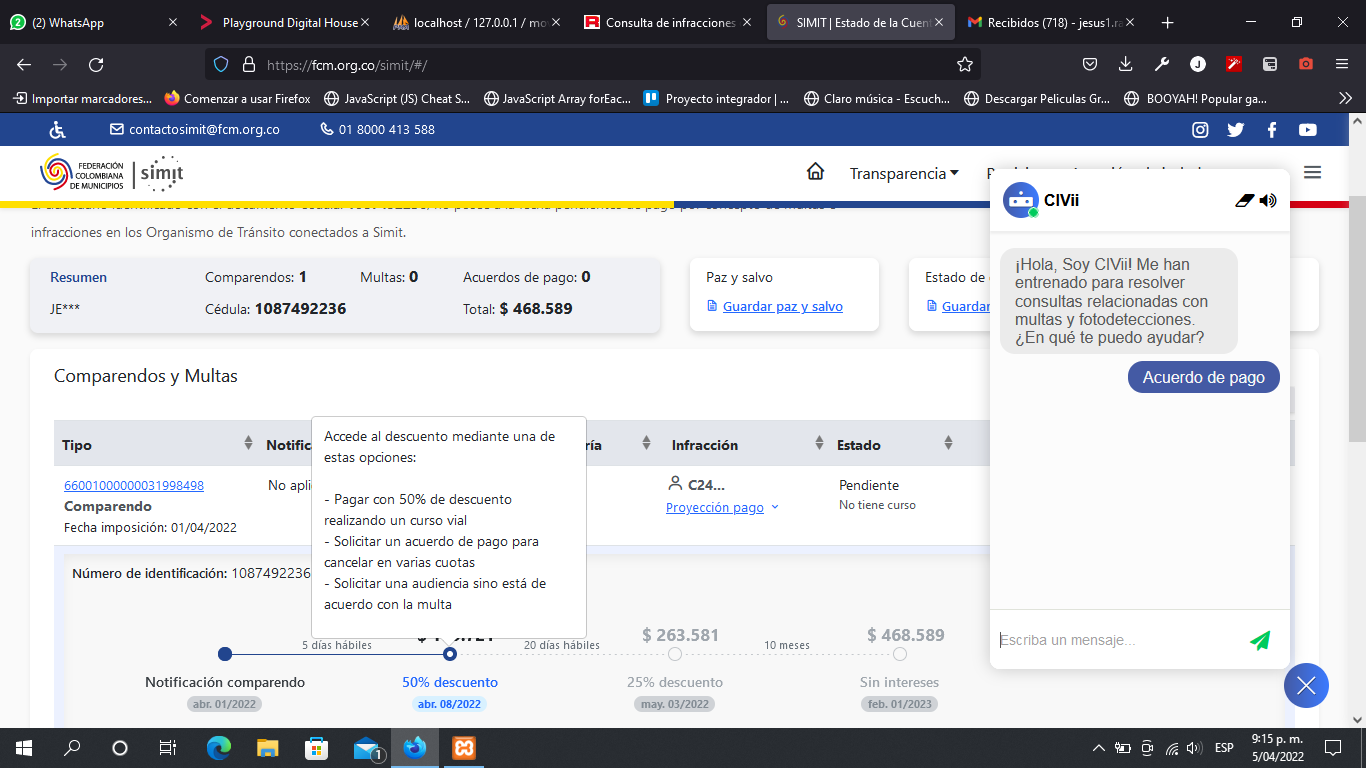 (2) WhatsApp
Playground Digital House
localhost / 127.0.0.1 / mov
Consulta de infracciones
SIMIT | Estado de la Cuent
Recibidos (718) - jesus1.ra
https://fcm.org.co/simit/#/
Importar marcadores...
Comenzar a usar Firefox
JavaScript (JS) Cheat S...
JavaScript Array forEac...
Proyecto integrador | ...
Claro música - Escuch...
Descargar Peliculas Gr...
BOOYAH! Popular ga...
contactosimit@fcm.org.co
01 8000 413 588
FEDERACIÓN
COLOMBIANA
DE MUNICIPIOS
simit
Transparencia
infracciones en los Organismo de Tránsito conectados a Simit.
Resumen
Comparendos: 1
Multas: 0
Acuerdos de pago: 0
JE***
Cédula: 1087492236
Total: $ 468.589
Paz y salvo
Guardar paz y salvo
Estado de
Guardar
Comparendos y Multas
Tipo
Notific
ría
Infracción
Estado
66001000000031998498
Comparendo
Fecha imposición: 01/04/2022
No apli
C24...
Proyección pago
Pendiente
No tiene curso
Accede al descuento mediante una de
estas opciones:
- Pagar con 50% de descuento
realizando un curso vial
- Solicitar un acuerdo de pago para
cancelar en varias cuotas
- Solicitar una audiencia sino está de
acuerdo con la multa
Número de identificación: 1087492236
5 días hábiles
20 días hábiles
$ 263.581
10 meses
$ 468.589
Notificación comparendo
abr. 01/2022
50% descuento
abr. 08/2022
25% descuento
may. 03/2022
Sin intereses
feb. 01/2023
CIVii
¡Hola, Soy CIVii! Me han
entrenado para resolver
consultas relacionadas con
multas y fotodetecciones.
¿En qué te puedo ayudar?
Acuerdo de pago
Escriba un mensaje...
1
ESP
9:15 p. m.
5/04/2022